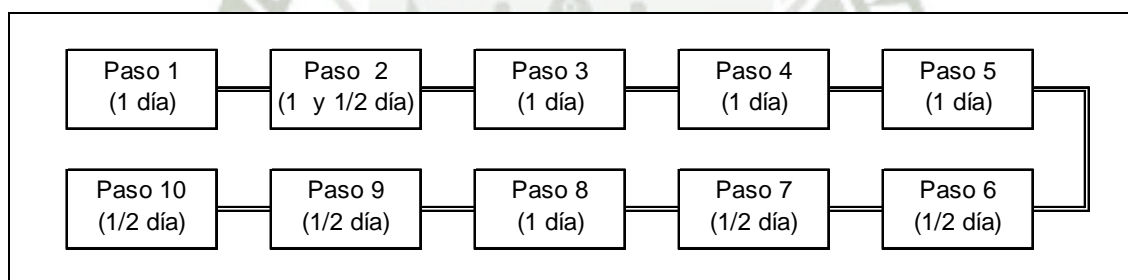 Paso 1
(1 día)
Paso 2
(1 y 1/2 día)
Paso 3
(1 día)
Paso 4
(1 día)
Paso 5
(1 día)
Paso 10
(1/2 día)
Paso 9
(1/2 día)
Paso 8
(1 día)
Paso 7
(1/2 día)
Paso 6
(1/2 día)